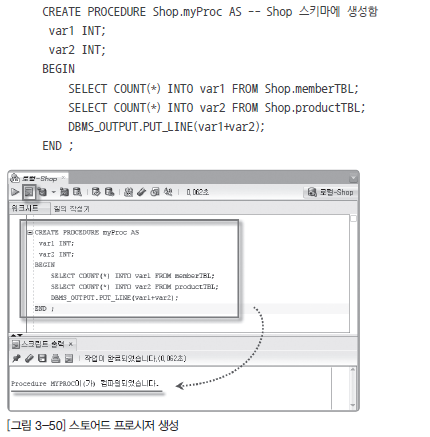 CREATE PROCEDURE Shop.myProc AS -- Shop 스키마에 생성함
var1 INT;
var2 INT;
BEGIN
SELECT COUNT(*) INTO var1 FROM Shop.memberTBL;
SELECT COUNT(*) INTO var2 FROM Shop.productTBL;
DBMS_OUTPUT.PUT_LINE(var1+var2);
END ;
로컬-Shop
0,062초 로컬-Shop
워크시트 질의 작성기
CREATE PROCEDURE myProc AS
var1 INT;
var2 INT;
BEGIN
SELECT COUNT(*) INTO var1 FROM memberTBL;
SELECT COUNT(*) INTO var2 FROM productTBL;
DBMS_OUTPUT.PUT_LINE(var1+var2);
END ;
스크립트 출력
작업이 완료되었습니다.(0,062초)
Procedure MYPROC이(가) 컴파일되었습니다.
[그림 3-50] 스토어드 프로시저 생성